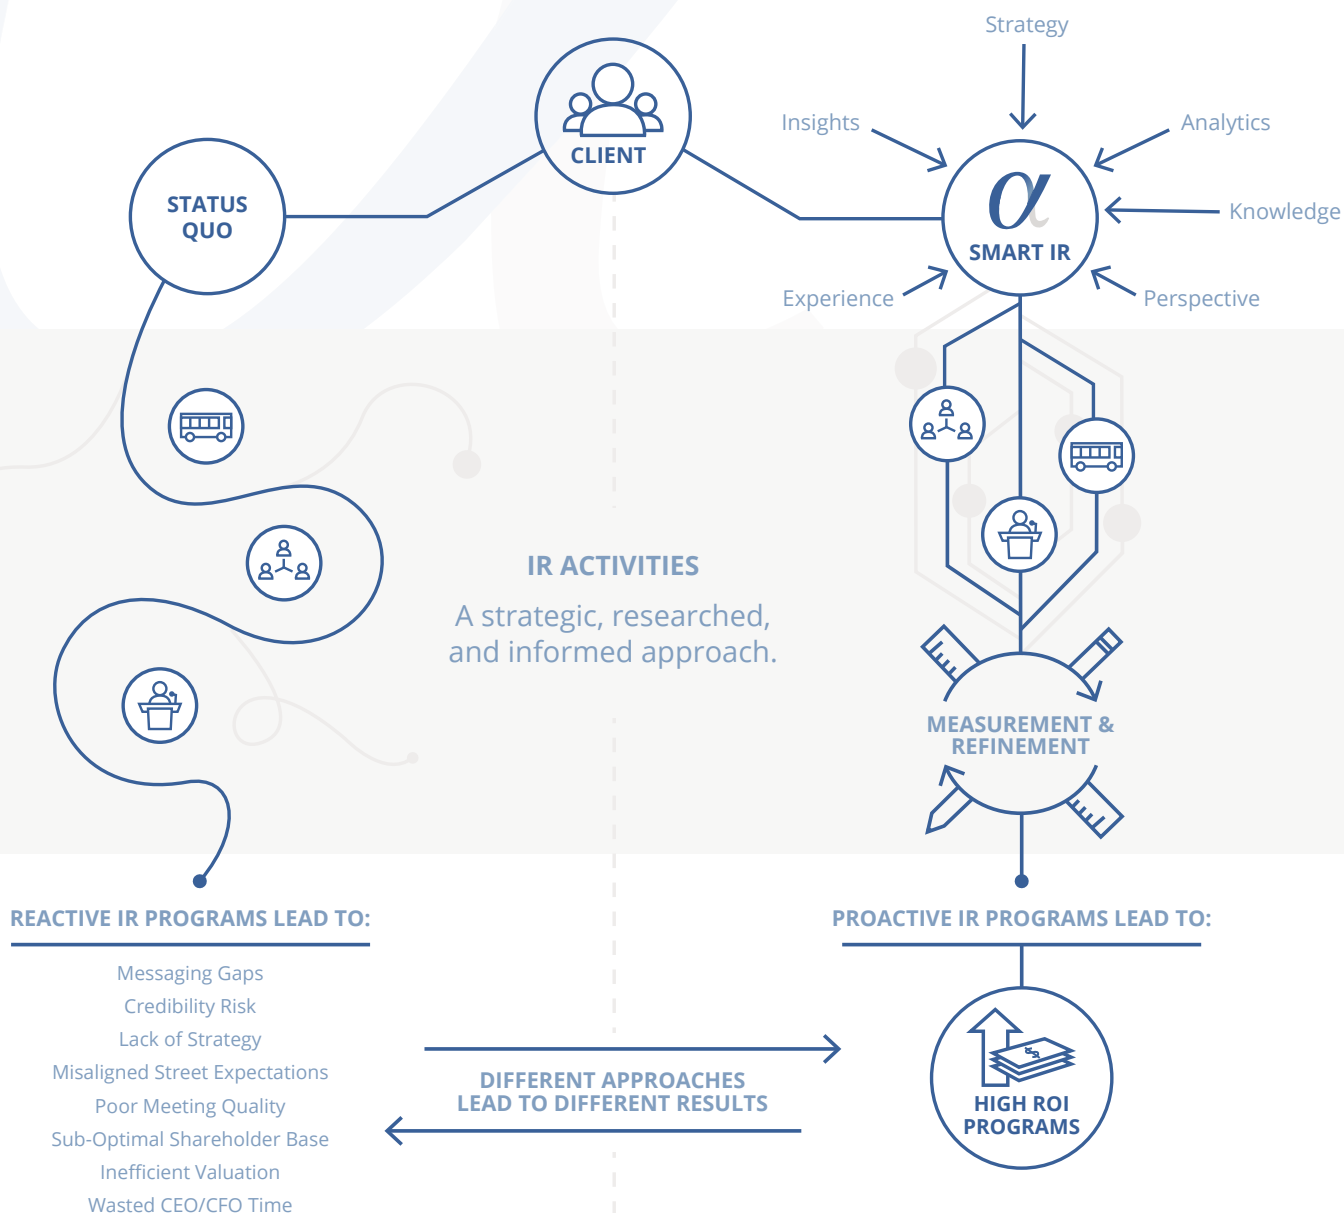 Strategy
Insights
Analytics
CLIENT
STATUS
QUO
Knowledge
α
SMART IR
Experience
Perspective
IR ACTIVITIES
A strategic, researched,
and informed approach.
MEASUREMENT &
REFINEMENT
REACTIVE IR PROGRAMS LEAD TO:
Messaging Gaps
Credibility Risk
Lack of Strategy
Misaligned Street Expectations
Poor Meeting Quality
Sub-Optimal Shareholder Base
Inefficient Valuation
Wasted CEO/CFO Time
DIFFERENT APPROACHES
LEAD TO DIFFERENT RESULTS
PROACTIVE IR PROGRAMS LEAD TO:
$
HIGH ROI
PROGRAMS